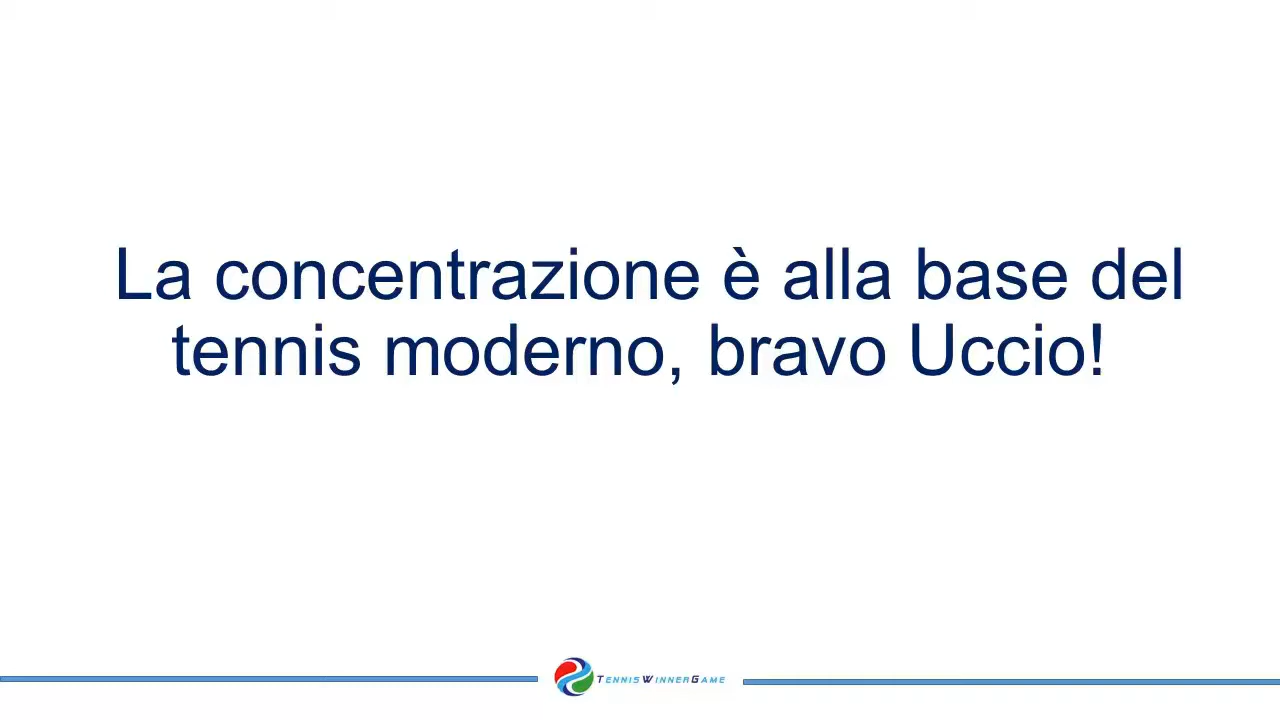 La concentrazione è alla base del
tennis moderno, bravo Uccio!
TENNISWINNERGAME